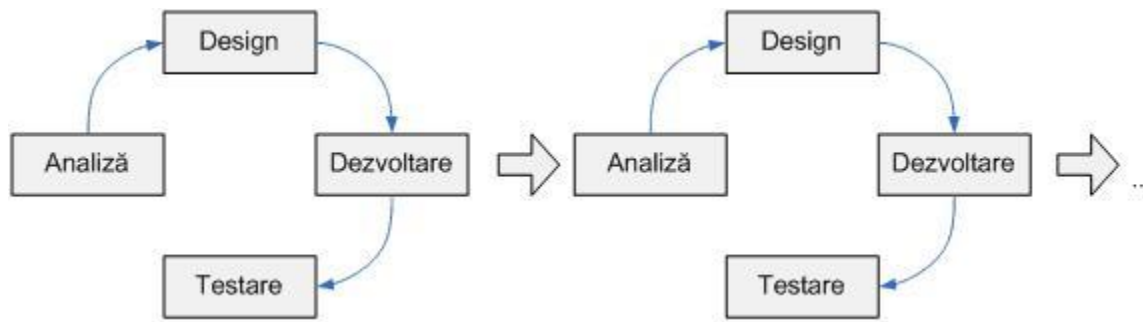 Design
Analiză
Dezvoltare
Testare
Design
Analiză
Dezvoltare
Testare
...